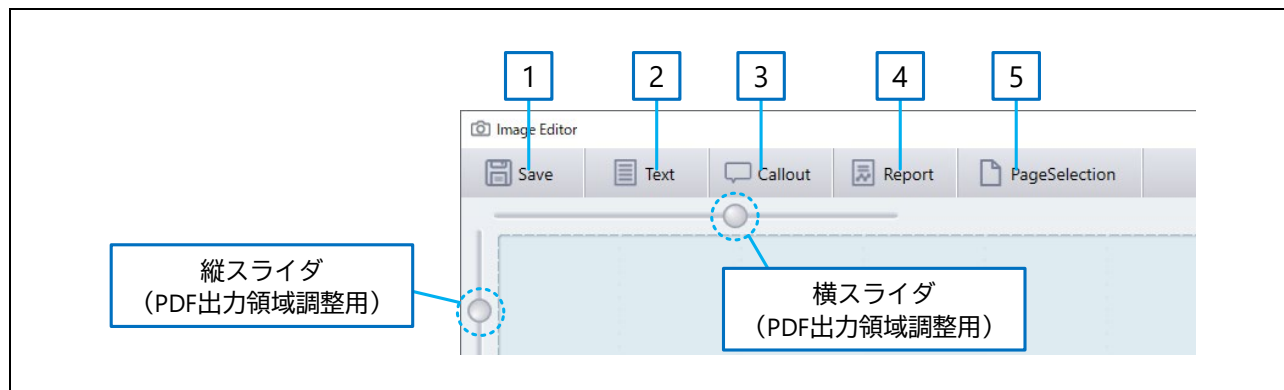 1 2 3 4 5
Image Editor
Save Text Callout Report PageSelection
縦スライダ
（PDF出力領域調整用）
横スライダ
（PDF出力領域調整用）